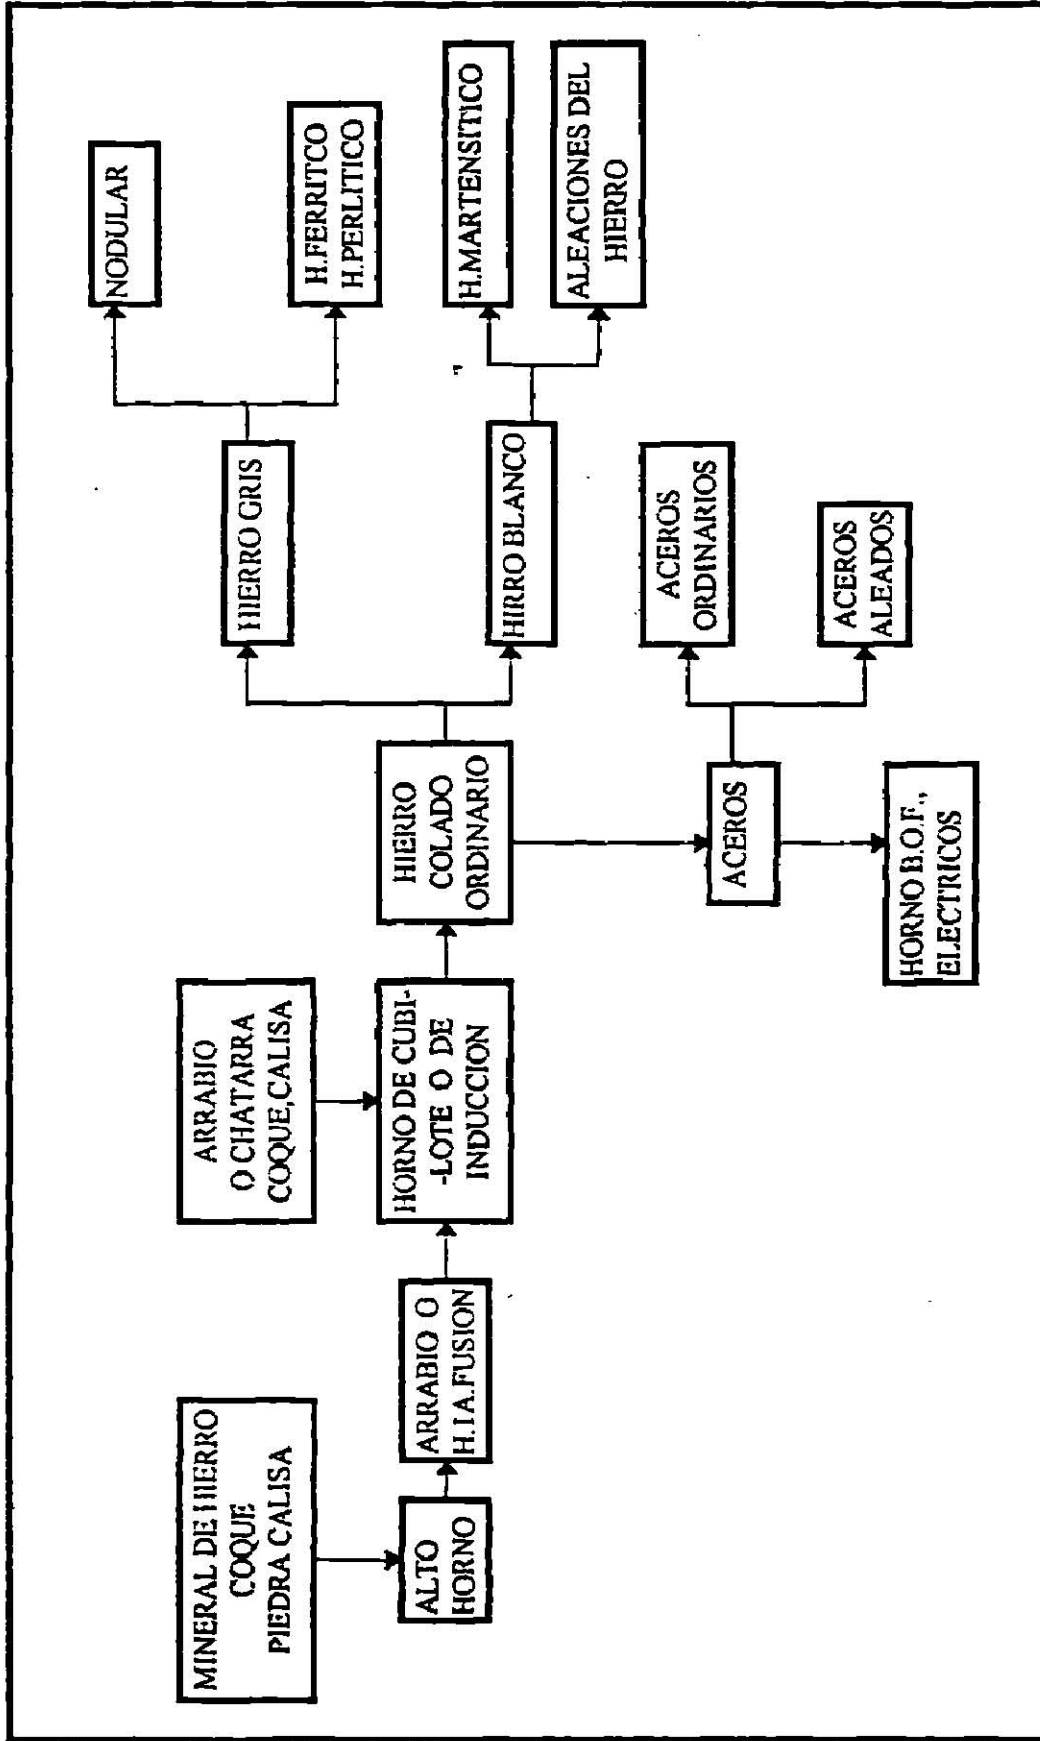 MINERAL DE HIERRO
COQUE
PIEDRA CALISA
ALTO
HORNO
ARRABIO O
H.1A.FUSION
ARRABIO
O CHATARRA
COQUE,CALISA
HORNO DE CUBI-
-LOTE O DE
INDUCCION
HIERRO
COLADO
ORDINARIO
HIERRO GRIS
NODULAR
H.FERRITCO
H.PERLITICO
HIRRO BLANCO
H.MARTENSITICO
ALEACIONES DEL
HIERRO
ACEROS
ACEROS
ORDINARIOS
ACEROS
ALEADOS
HORNO B.O.F.,
ELECTRICOS